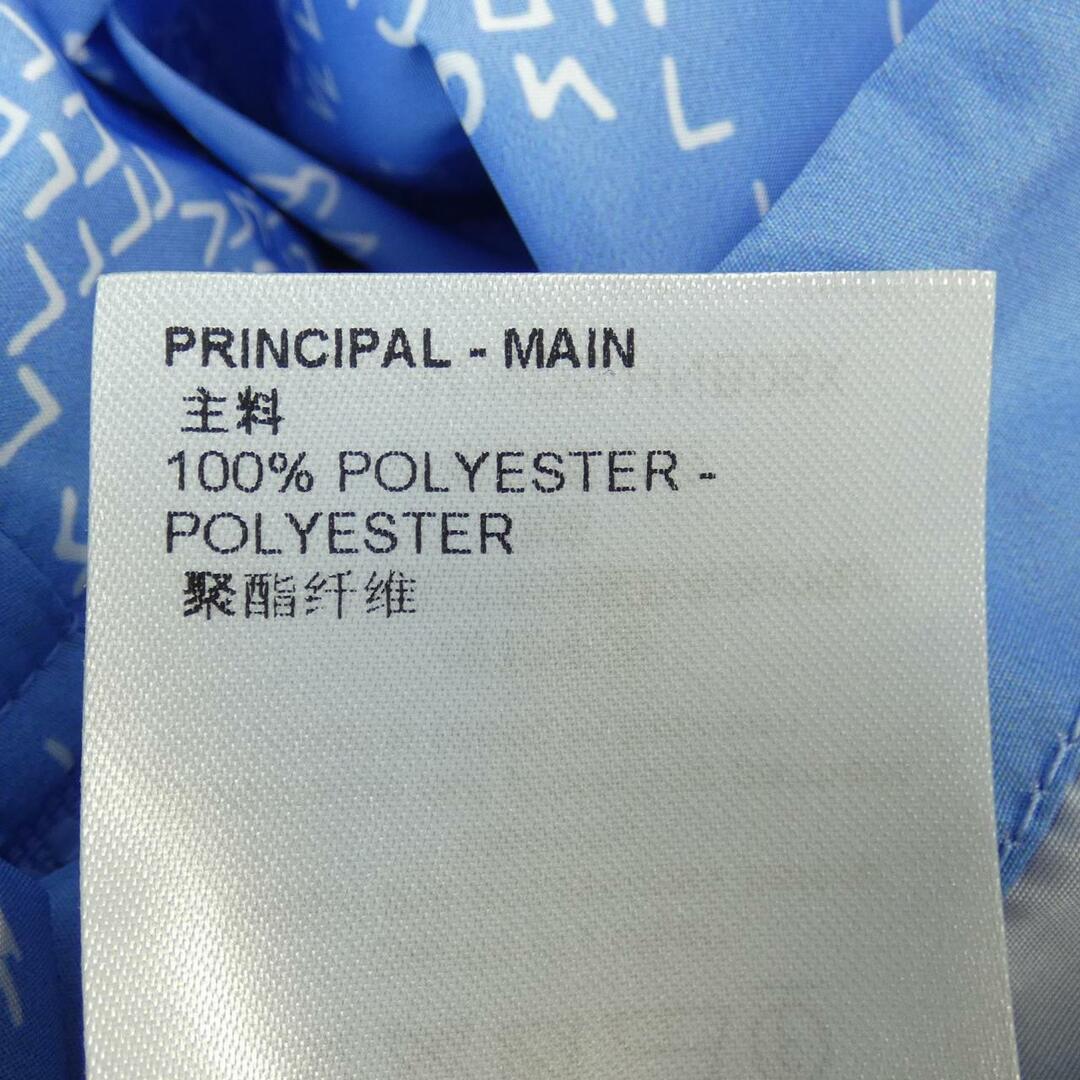 PRINCIPAL - MAIN
主料
100% POLYESTER -
POLYESTER
聚酯纤维